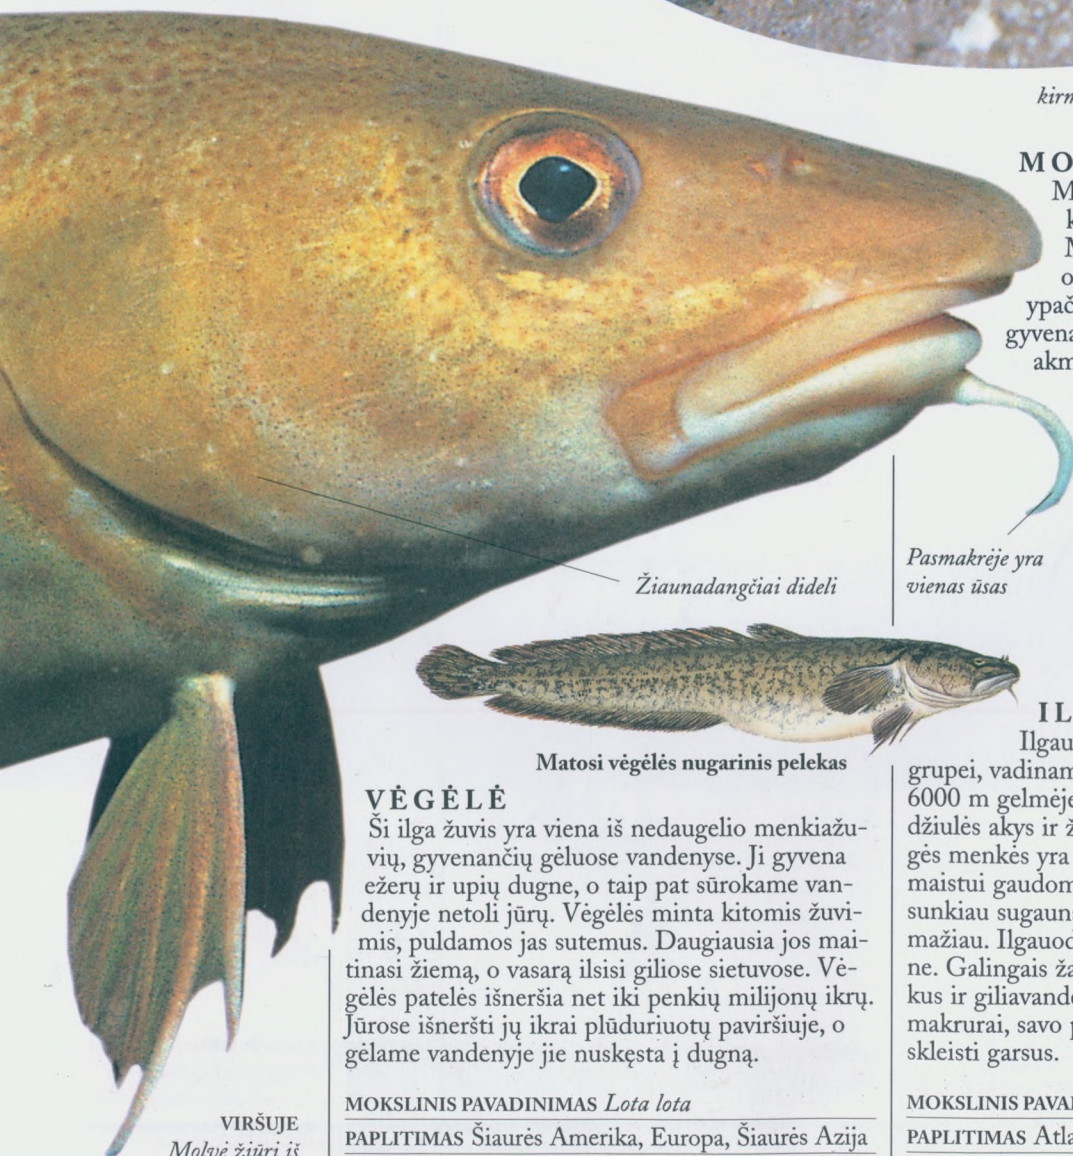 kirm
Pasmakrėje yra
vienas ūsas
Žiaunadangčiai dideli
Matosi vėgėlės nugarinis pelekas
VĖGĖLĖ
Ši ilga žuvis yra viena iš nedaugelio menkiažu-
vių, gyvenančių gėluose vandenyse. Ji gyvena
ežerų ir upių dugne, o taip pat sūrokame van-
denyje netoli jūrų. Vėgėlės minta kitomis žuvi-
mis, puldamos jas sutemus. Daugiausia jos mai-
tinasi žiemą, o vasarą ilsisi giliose sietuvose. Vė-
gėlės patelės išneršia net iki penkių milijonų ikrų.
Jūrose išneršti jų ikrai plūduriuotų paviršiuje, o
gėlame vandenyje jie nuskęsta į dugną.
MOKSLINIS PAVADINIMAS Lota lota
PAPLITIMAS Šiaurės Amerika, Europa, Šiaurės Azija
VIRŠUJE
Molvė žiūri iš
MO
M
k
M
o
ypač
gyvena
akm
IL
Ilgau
grupei, vadinam
6000 m gelmėje
džiulės akys ir ž
gės menkės yra
maistui gaudom
sunkiau sugaun
mažiau. Ilgauod
ne. Galingais ža
kus ir giliavande
makrurai, savo p
skleisti garsus.
MOKSLINIS PAVA
PAPLITIMAS Atla